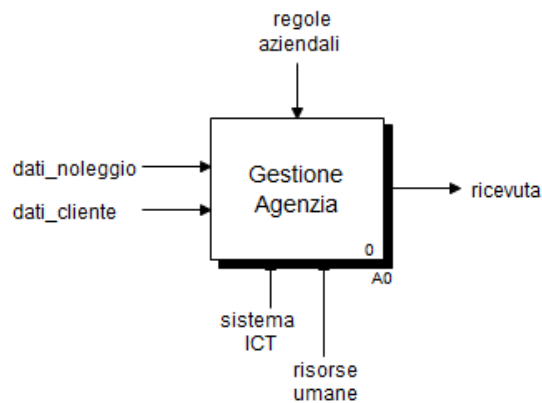 regole
aziendali
dati_noleggio
dati_cliente
Gestione
Agenzia
ricevuta
0
A0
sistema
ICT
risorse
umane